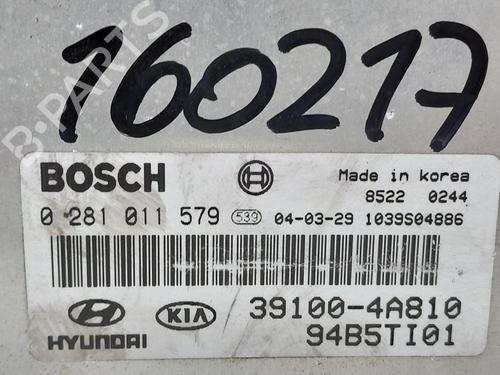 160217
B-PARTS
BOSCH
Made in Korea
8522 0244
0 281 011 579 539 04-03-29 1039S04886
39100-4A810
HYUNDAI KIA 94B5TI01